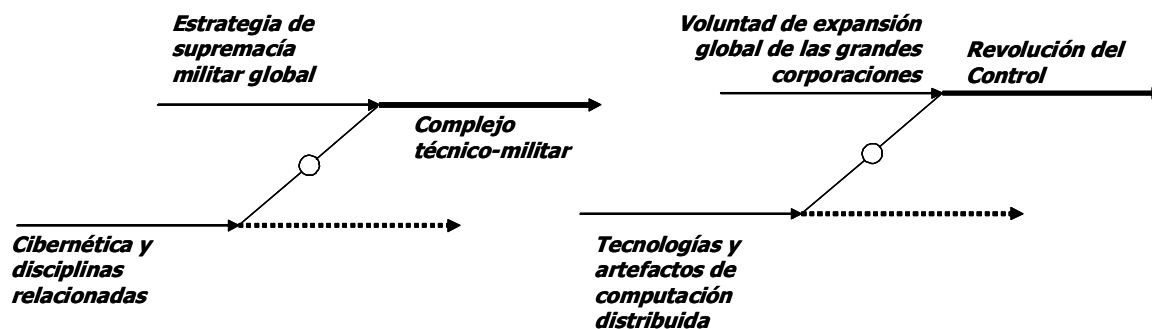 Estrategia de
supremacía
militar global
Complejo
técnico-militar
Cibernética y
disciplinas
relacionadas
Voluntad de expansión
global de las grandes
corporaciones
Revolución del
Control
Tecnologías y
artefactos de
computación
distribuida